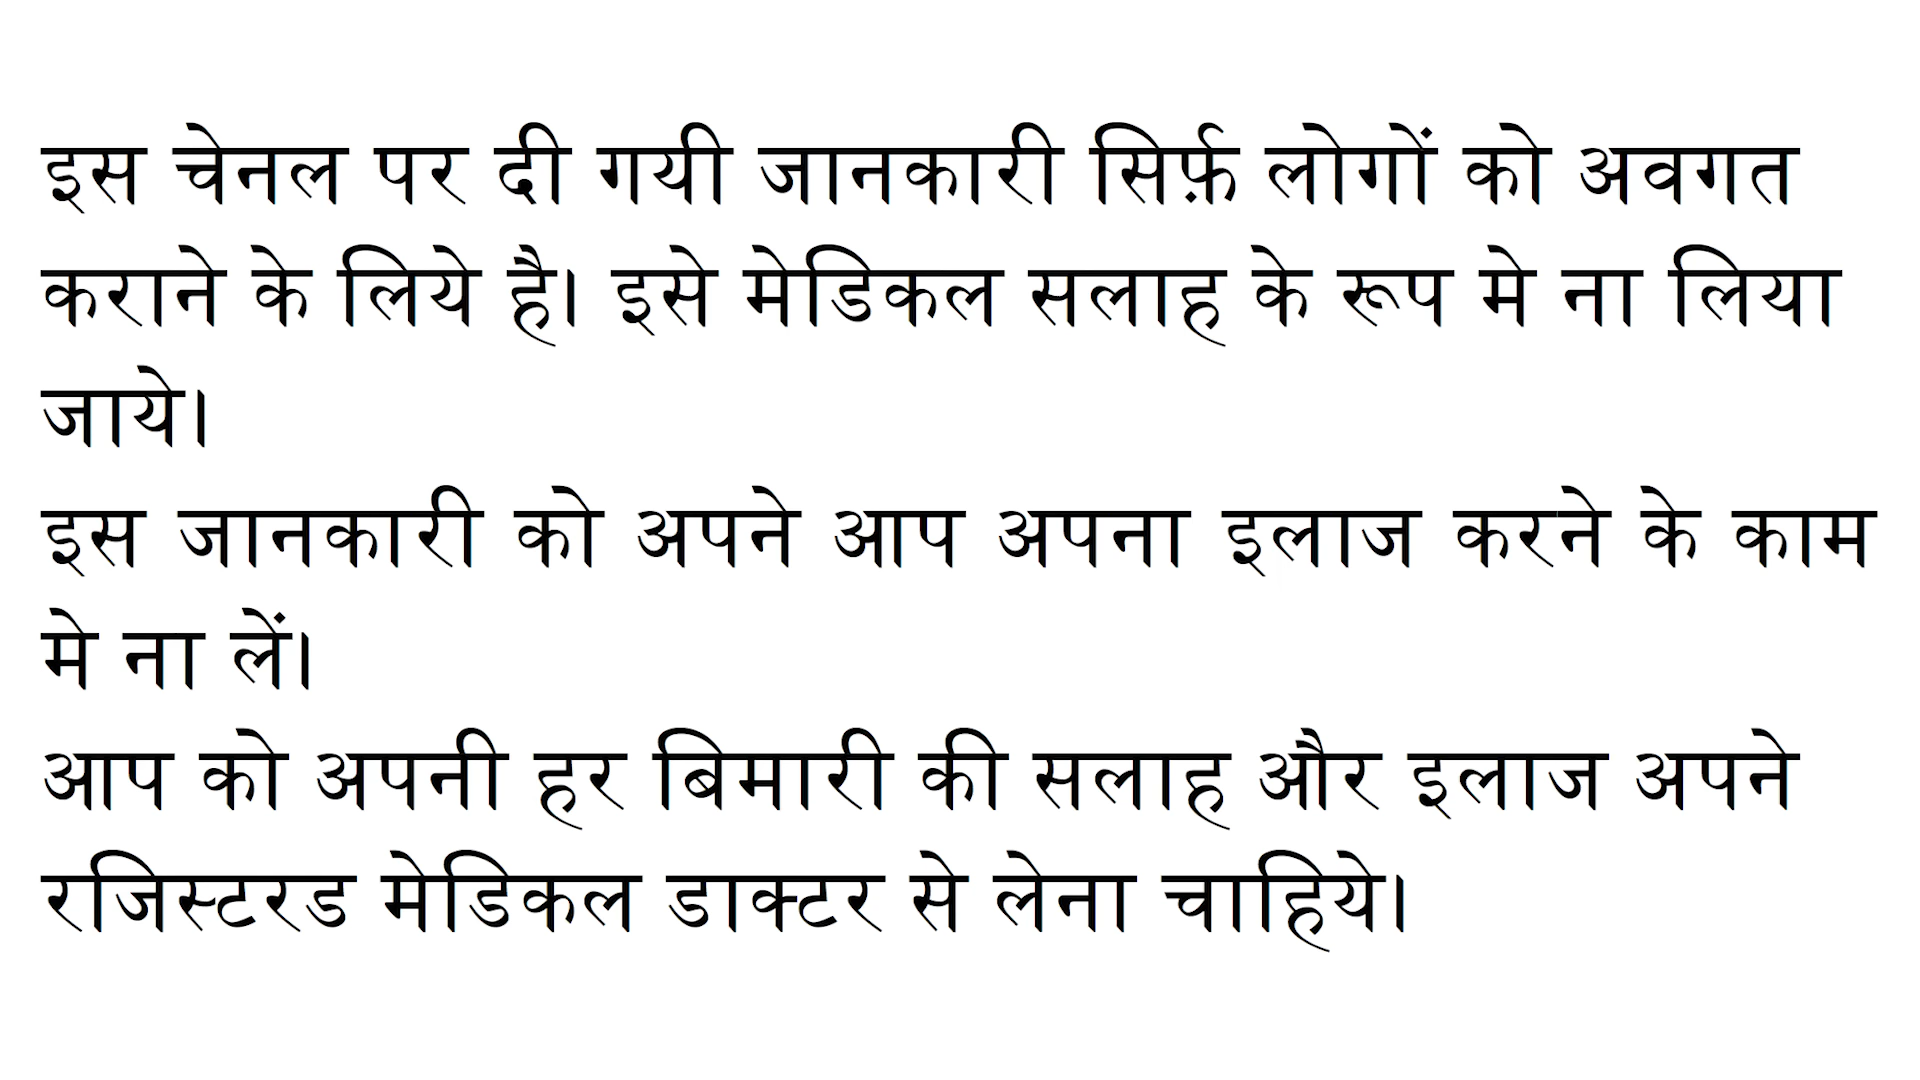 इस चेनल पर दी गयी जानकारी सिर्फ़ लोगों को अवगत
कराने के लिये है। इसे मेडिकल सलाह के रूप मे ना लिया
जाये।
इस जानकारी को अपने आप अपना इलाज करने के काम
मे ना लें।
आप को अपनी हर बिमारी की सलाह और इलाज अपने
रजिस्टरड मेडिकल डाक्टर से लेना चाहिये।